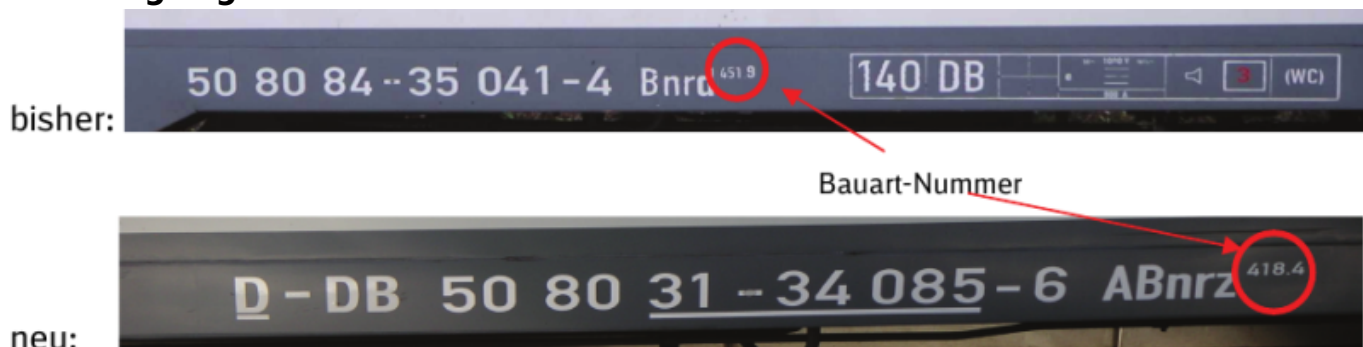 bisher:
50 80 84-35 041-4 Bnrd 451.9
140 DB 3 (WC)
Bauart-Nummer
neu:
D-DB 50 80 31-34 085-6 ABnrz 418.4